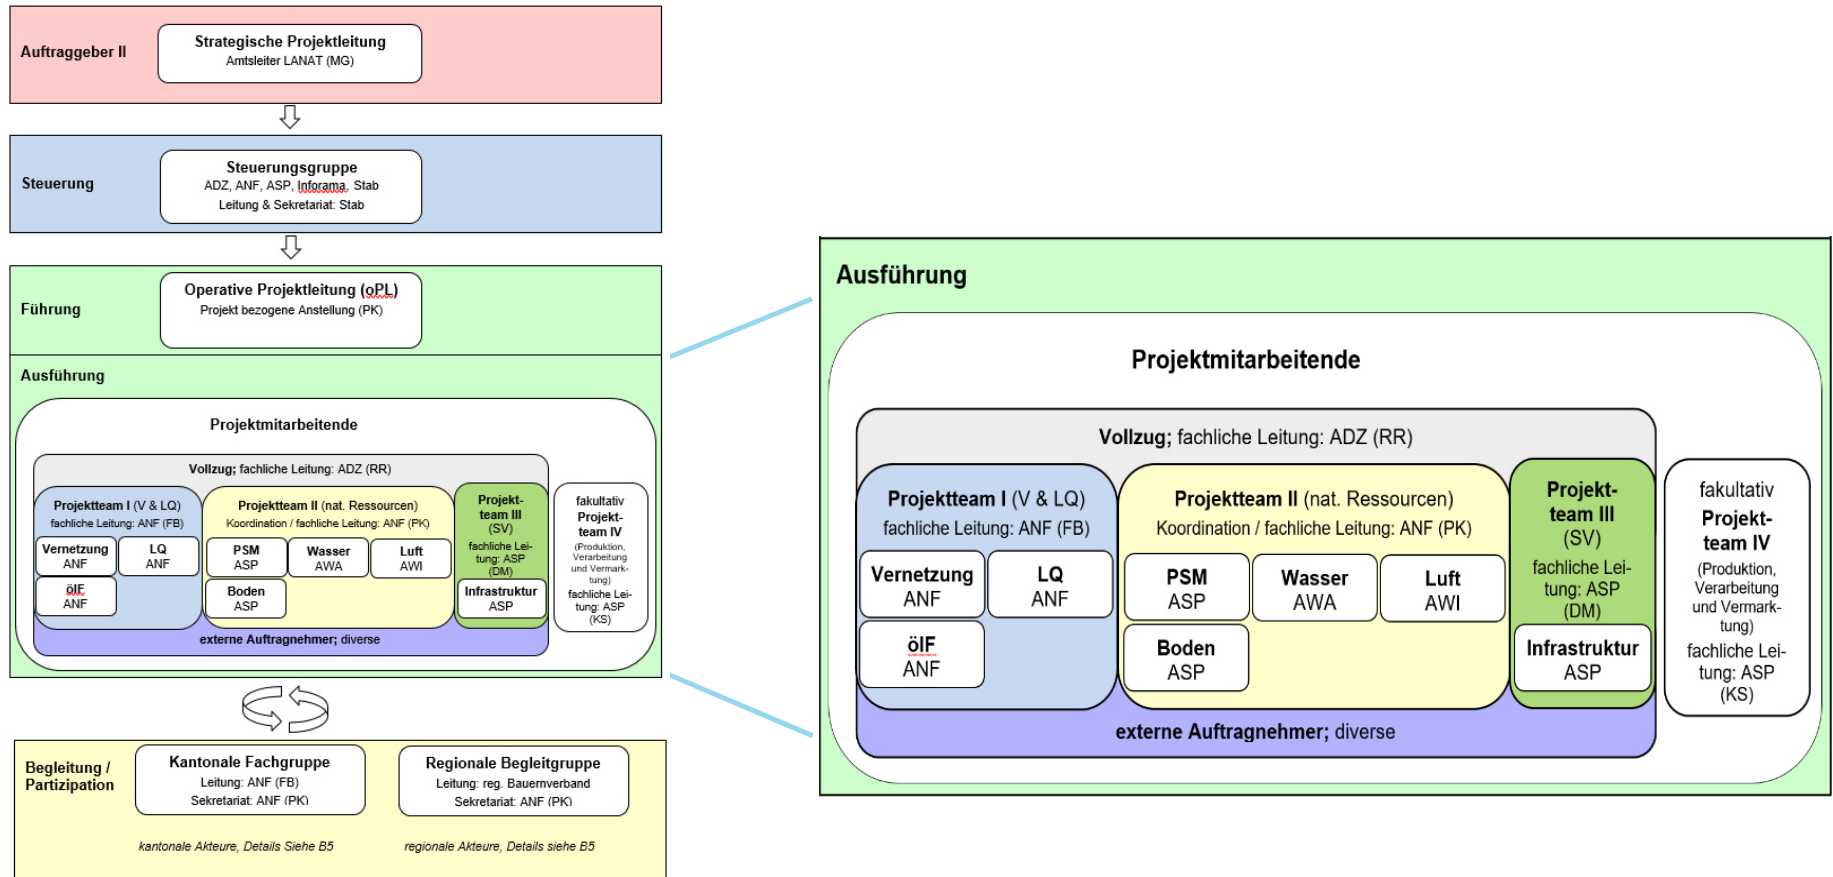 Auftraggeber II
Strategische Projektleitung
Amtsleiter LANAT (MG)
Steuerung
Steuerungsgruppe
ADZ, ANF, ASP, Inforama, Stab
Leitung & Sekretariat: Stab
Führung
Operative Projektleitung (oPL)
Projekt bezogene Anstellung (PK)
Ausführung
Projektmitarbeitende
Vollzug; fachliche Leitung: ADZ (RR)
Projektteam I (V & LQ)
fachliche Leitung: ANF (FB)
Vernetzung
ANF
LQ
ANF
öIF
ANF
Projektteam II (nat. Ressourcen)
Koordination / fachliche Leitung: ANF (PK)
PSM
ASP
Wasser
AWA
Luft
AWI
Boden
ASP
Projekt-
team III
(SV)
fachliche Lei-
tung: ASP
(DM)
Infrastruktur
ASP
fakultativ
Projekt-
team IV
(Produktion,
Verarbeitung
und Vermark-
tung)
fachliche Lei-
tung: ASP
(KS)
externe Auftragnehmer; diverse
Begleitung /
Partizipation
Kantonale Fachgruppe
Leitung: ANF (FB)
Sekretariat: ANF (PK)
kantonale Akteure, Details Siehe B5
Regionale Begleitgruppe
Leitung: reg. Bauernverband
Sekretariat: ANF (PK)
regionale Akteure, Details siehe B5
Ausführung
Projektmitarbeitende
Vollzug; fachliche Leitung: ADZ (RR)
Projektteam I (V & LQ)
fachliche Leitung: ANF (FB)
Vernetzung
ANF
LQ
ANF
öIF
ANF
Projektteam II (nat. Ressourcen)
Koordination / fachliche Leitung: ANF (PK)
PSM
ASP
Wasser
AWA
Luft
AWI
Boden
ASP
Projekt-
team III
(SV)
fachliche Lei-
tung: ASP
(DM)
Infrastruktur
ASP
fakultativ
Projekt-
team IV
(Produktion,
Verarbeitung
und Vermark-
tung)
fachliche Lei-
tung: ASP
(KS)
externe Auftragnehmer; diverse